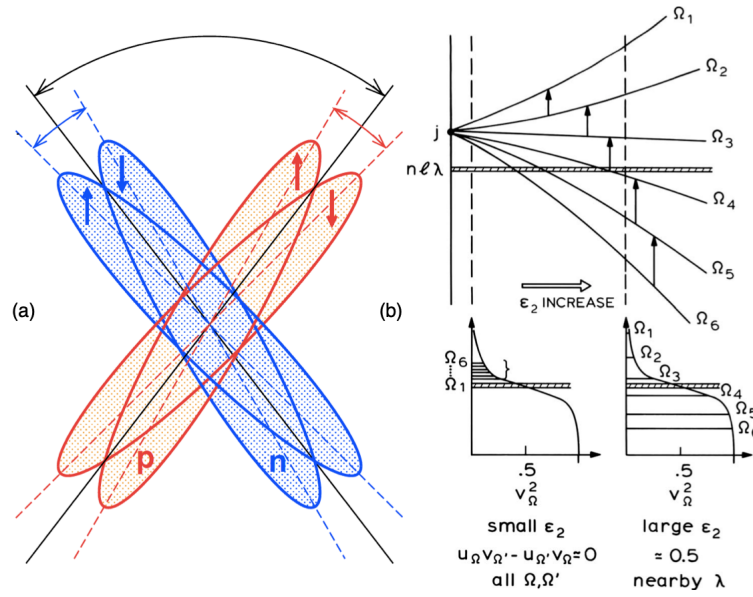 (a)
p
n
(b)
Ω₁
Ω₂
j
Ω₃
nℓλ
Ω₄
Ω₅
ε₂ INCREASE
Ω₆
Ω₆
Ω₁
.5
V²Ω
Ω₁
Ω₂
Ω₃
Ω₄
Ω₅
.5
V²Ω
small ε₂
large ε₂
uΩvΩ' - uΩ'vΩ ≃ 0
≃ 0.5
all Ω,Ω'
nearby λ